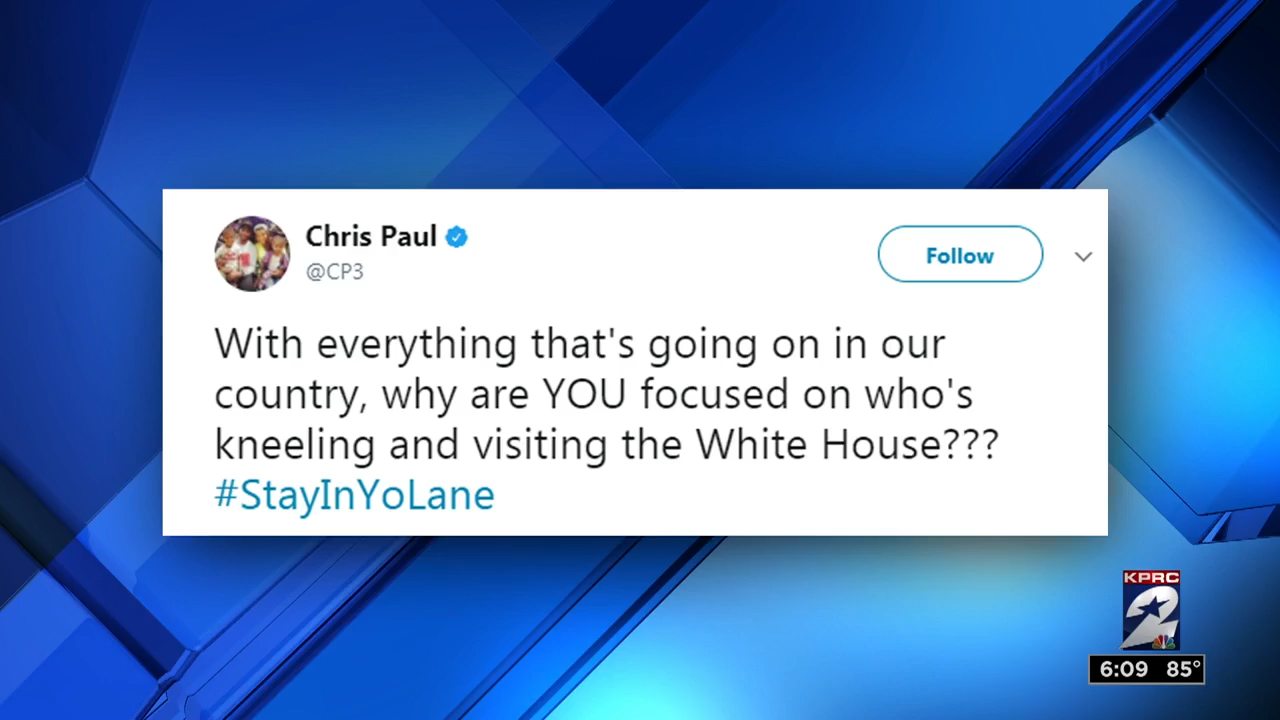 Chris Paul
@CP3
Follow
With everything that's going on in our
country, why are YOU focused on who's
kneeling and visiting the White House???
#StayInYoLane
KPRC
2
6:09 85°